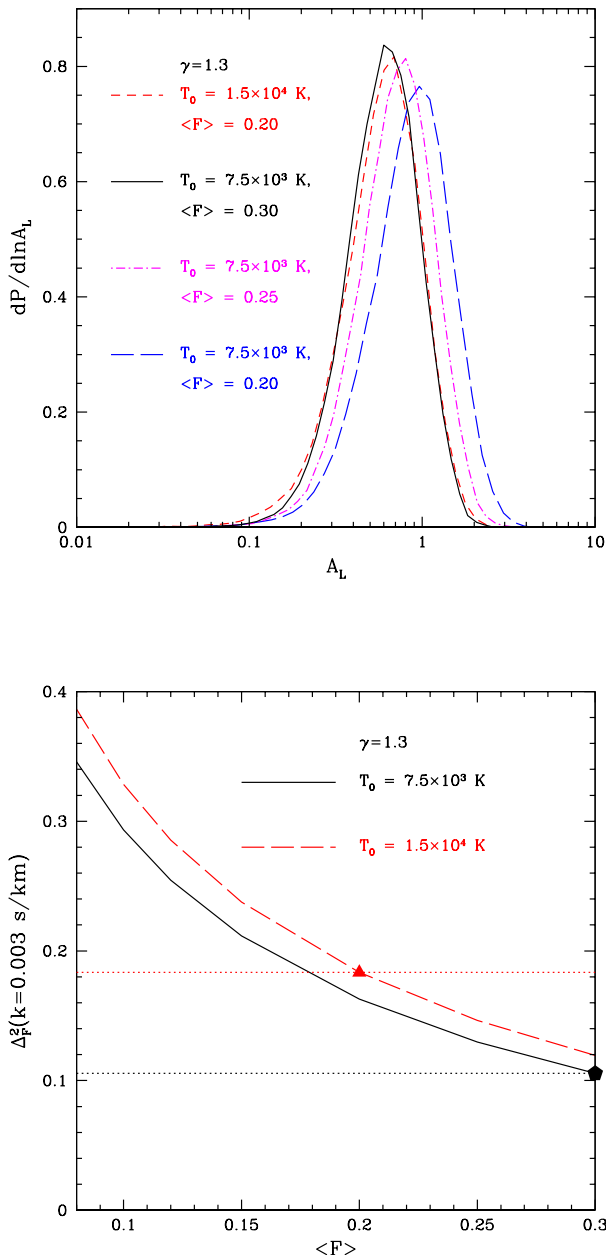 γ=1.3
T₀ = 1.5×10⁴ K,
<F> = 0.20
T₀ = 7.5×10³ K,
<F> = 0.30
T₀ = 7.5×10³ K,
<F> = 0.25
T₀ = 7.5×10³ K,
<F> = 0.20
dP/dlnA_L
0.8
0.6
0.4
0.2
0
0.01
0.1
1
10
A_L
γ=1.3
T₀ = 7.5×10³ K
T₀ = 1.5×10⁴ K
Δ²_F(k=0.003 s/km)
0.4
0.3
0.2
0.1
0
0.1
0.15
0.2
0.25
0.3
<F>